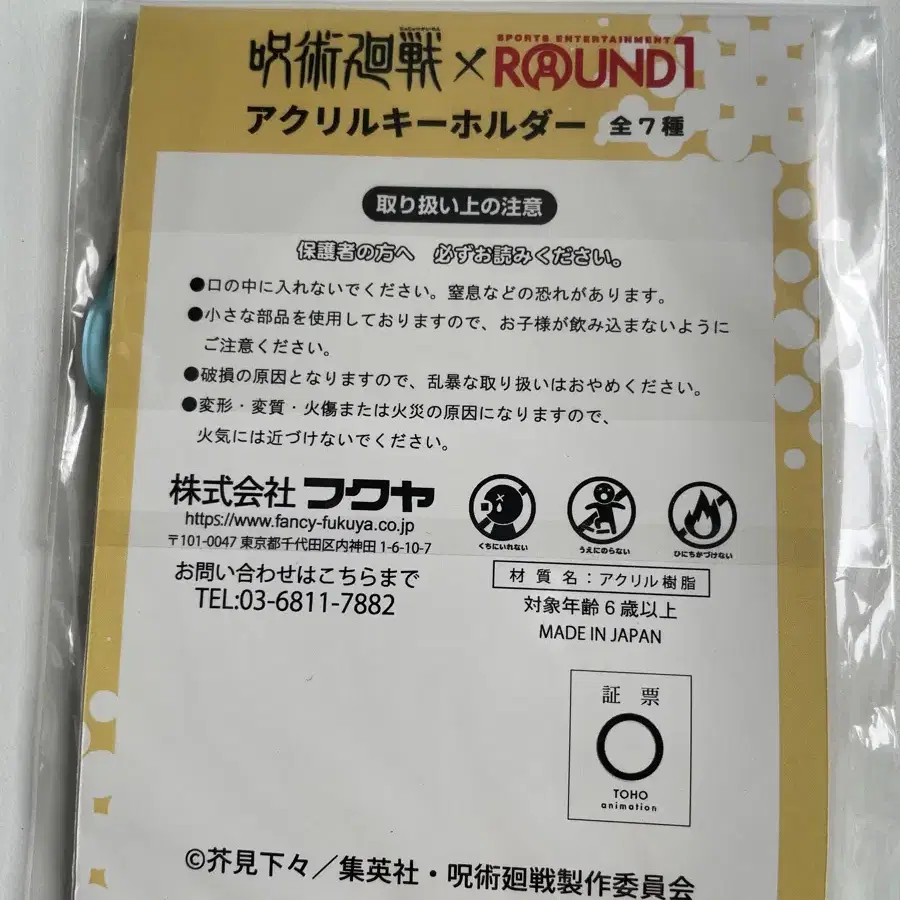 じゅじゅつかいせん
SPORTS ENTERTAINMENT
呪術廻戦×ROUND1
アクリルキーホルダー 全7種
取り扱い上の注意
保護者の方へ 必ずお読みください。
●口の中に入れないでください。窒息などの恐れがあります。
●小さな部品を使用しておりますので、お子様が飲み込まないように
ご注意ください。
●破損の原因となりますので、乱暴な取り扱いはおやめください。
●変形・変質・火傷または火災の原因になりますので、
火気には近づけないでください。
株式会社 フクヤ
https://www.fancy-fukuya.co.jp
〒101-0047 東京都千代田区内神田 1-6-10-7
お問い合わせはこちらまで
TEL:03-6811-7882
くちにいれない
うえにのらない
ひにちかづけない
材質名：アクリル樹脂
対象年齢6歳以上
MADE IN JAPAN
証票
TOHO
animation
©芥見下々／集英社・呪術廻戦製作委員会